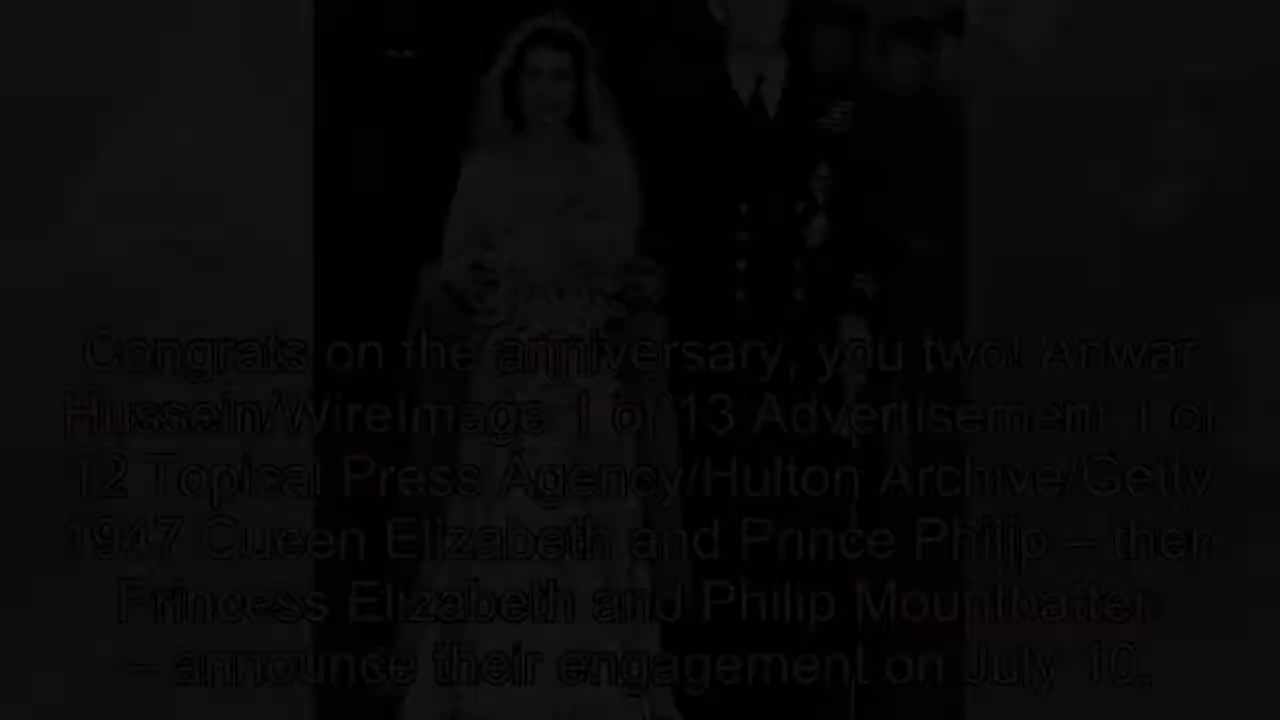 Congrats on the anniversary, you two! Anwar
Hussein/WireImage 1 of 13 Advertisement 1 of
12 Topical Press Agency/Hulton Archive/Getty
1947 Queen Elizabeth and Prince Philip – then
Princess Elizabeth and Philip Mountbatten
– announce their engagement on July 10,